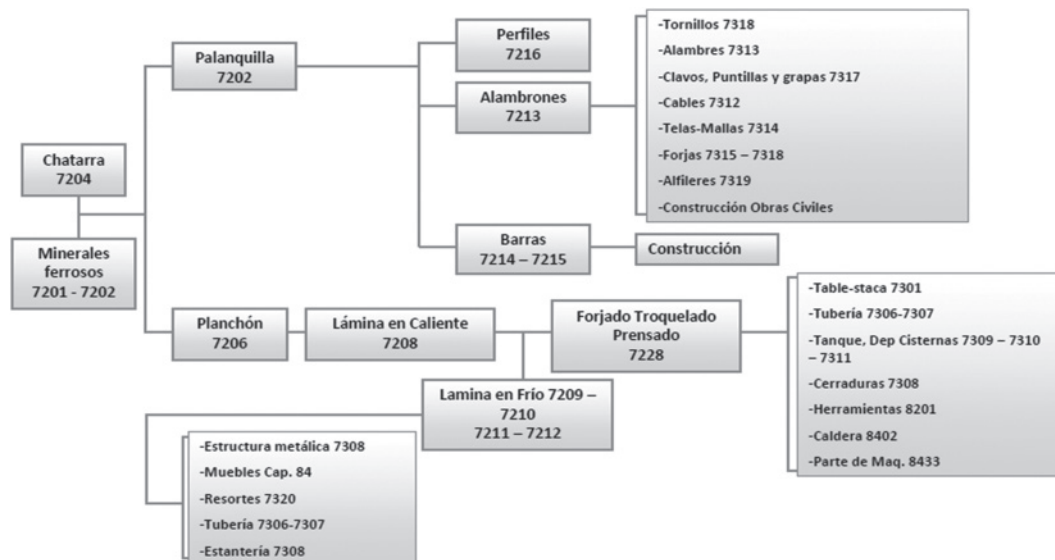 Chatarra
7204
Minerales
ferrosos
7201 - 7202
Palanquilla
7202
Perfiles
7216
Alambrones
7213
-Tornillos 7318
-Alambres 7313
-Clavos, Puntillas y grapas 7317
-Cables 7312
-Telas-Mallas 7314
-Forjas 7315 – 7318
-Alfileres 7319
-Construcción Obras Civiles
Barras
7214 – 7215
Construcción
Planchón
7206
Lámina en Caliente
7208
Forjado Troquelado
Prensado
7228
-Table-staca 7301
-Tubería 7306-7307
-Tanque, Dep Cisternas 7309 – 7310
– 7311
-Cerraduras 7308
-Herramientas 8201
-Caldera 8402
-Parte de Maq. 8433
Lamina en Frío 7209 –
7210
7211 – 7212
-Estructura metálica 7308
-Muebles Cap. 84
-Resortes 7320
-Tubería 7306-7307
-Estantería 7308